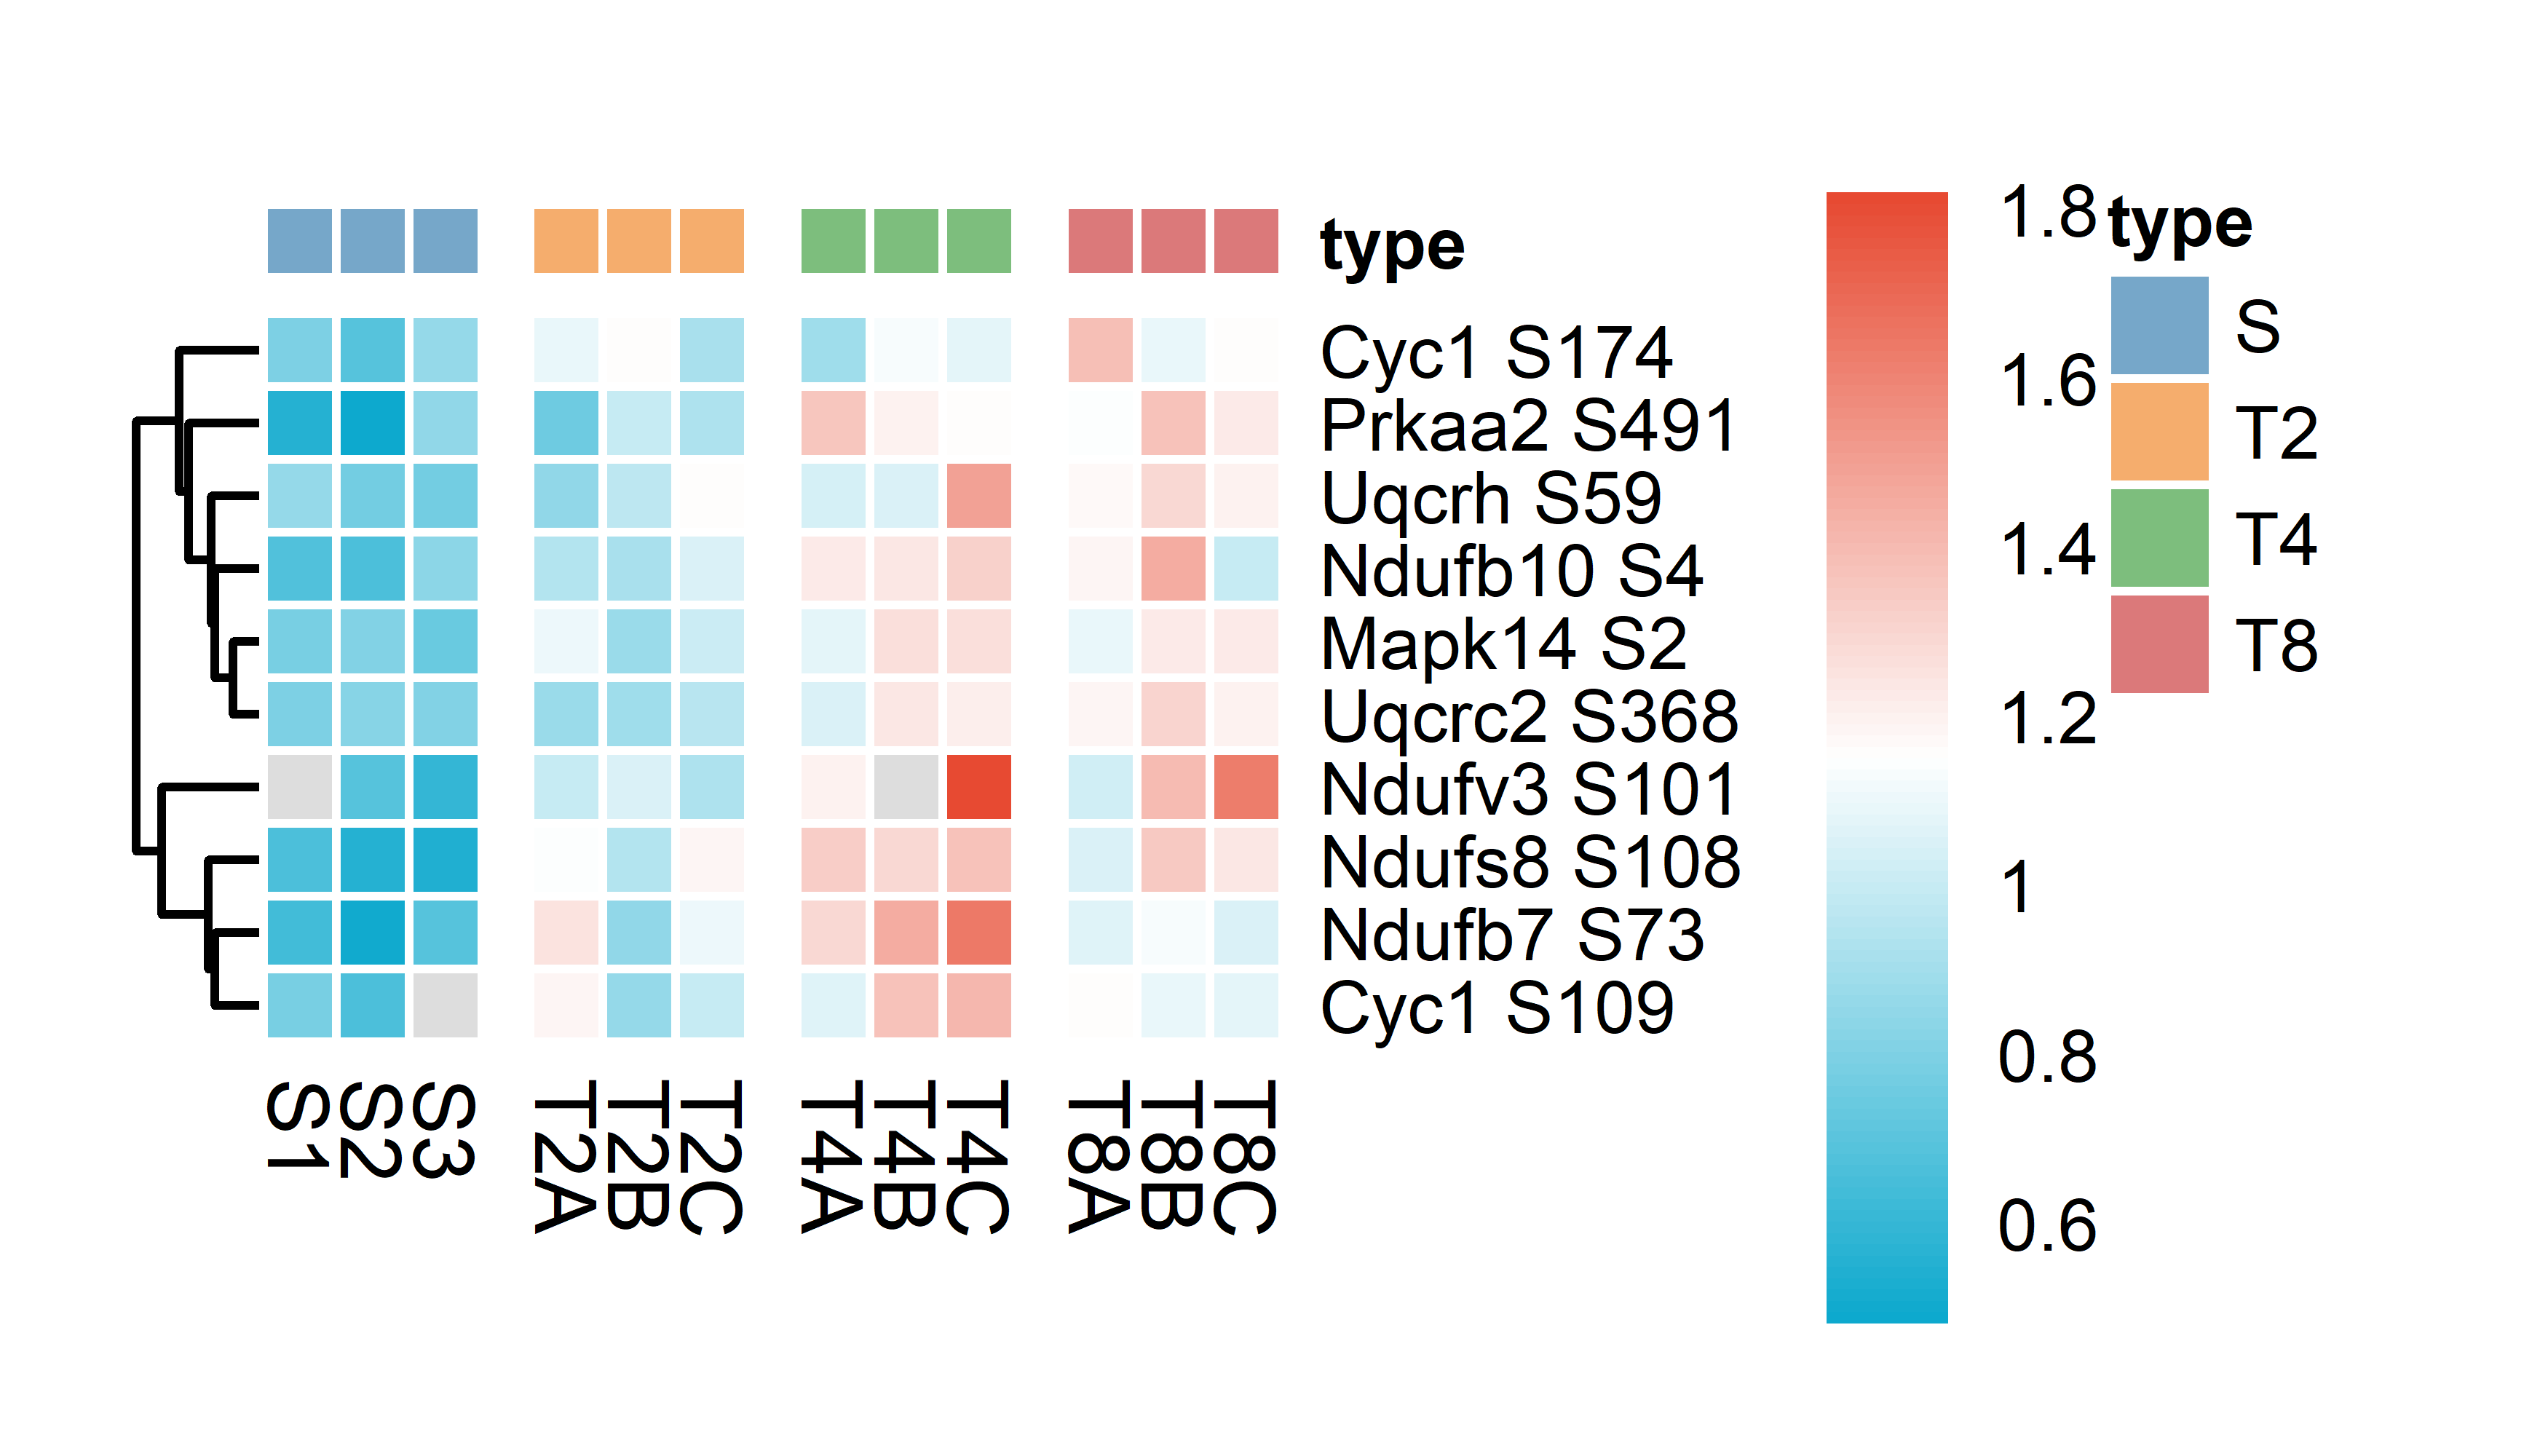 type
Cyc1 S174
Prkaa2 S491
Uqcrh S59
Ndufb10 S4
Mapk14 S2
Uqcrc2 S368
Ndufv3 S101
Ndufs8 S108
Ndufb7 S73
Cyc1 S109
S1 S2 S3 T2A T2B T2C T4A T4B T4C T8A T8B T8C
1.8
1.6
1.4
1.2
1
0.8
0.6
type
S
T2
T4
T8